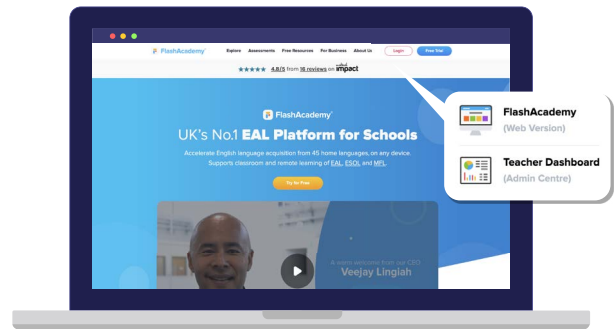 FlashAcademy
Explore Assessments Free Resources For Business About Us Login Free Trial
★★★★★ 4.8/5 from 16 reviews on edtech impact
FlashAcademy
UK's No.1 EAL Platform for Schools
Accelerate English language acquisition from 45 home languages, on any device.
Supports classroom and remote learning of EAL, ESOL and MFL.
Try for Free
A warm welcome from our CEO
Veejay Lingiah
FlashAcademy
(Web Version)
Teacher Dashboard
(Admin Centre)